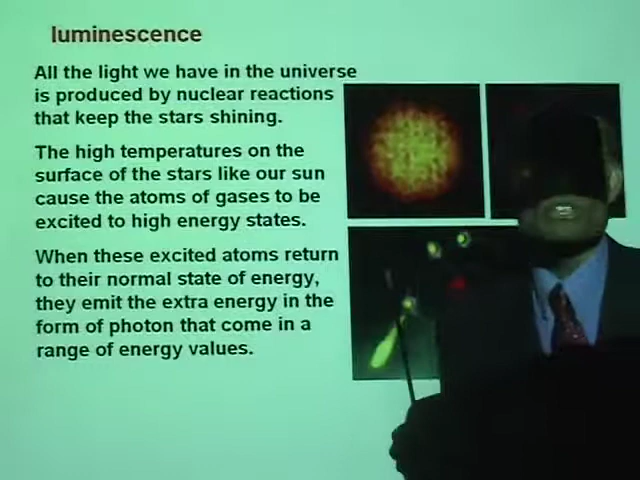 luminescence
All the light we have in the universe
is produced by nuclear reactions
that keep the stars shining.
The high temperatures on the
surface of the stars like our sun
cause the atoms of gases to be
excited to high energy states.
When these excited atoms return
to their normal state of energy,
they emit the extra energy in the
form of photon that come in a
range of energy values.